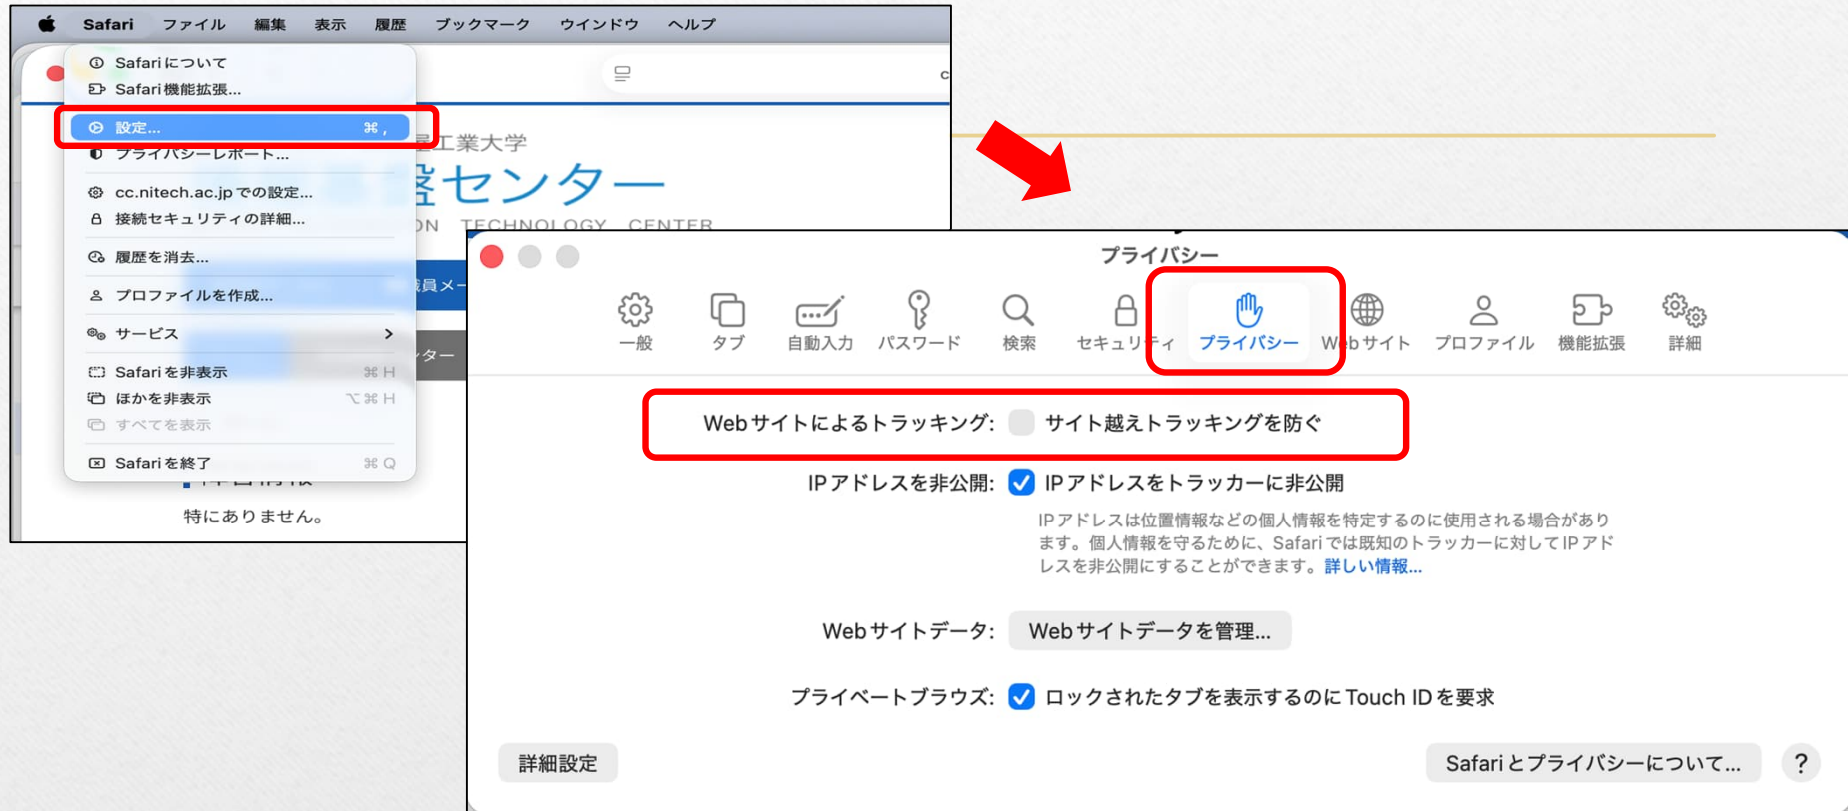 Safari ファイル 編集 表示 履歴 ブックマーク ウインドウ ヘルプ
Safariについて
Safari機能拡張...
設定... ⌘ ,
プライバシーレポート...
cc.nitech.ac.jpでの設定...
接続セキュリティの詳細...
履歴を消去...
プロファイルを作成...
サービス
Safariを非表示 ⌘ H
ほかを非表示 ⌥ ⌘ H
すべてを表示
Safariを終了 ⌘ Q
工業大学
盤センター
ON TECHNOLOGY CENTER
員メー
ター
特にありません。
プライバシー
一般 タブ 自動入力 パスワード 検索 セキュリティ プライバシー Webサイト プロファイル 機能拡張 詳細
Webサイトによるトラッキング: サイト越えトラッキングを防ぐ
IPアドレスを非公開: IPアドレスをトラッカーに非公開
IPアドレスは位置情報などの個人情報を特定するのに使用される場合があり
ます。個人情報を守るために、Safariでは既知のトラッカーに対してIPアド
レスを非公開にすることができます。詳しい情報...
Webサイトデータ: Webサイトデータを管理...
プライベートブラウズ: ロックされたタブを表示するのにTouch IDを要求
詳細設定 Safariとプライバシーについて... ?